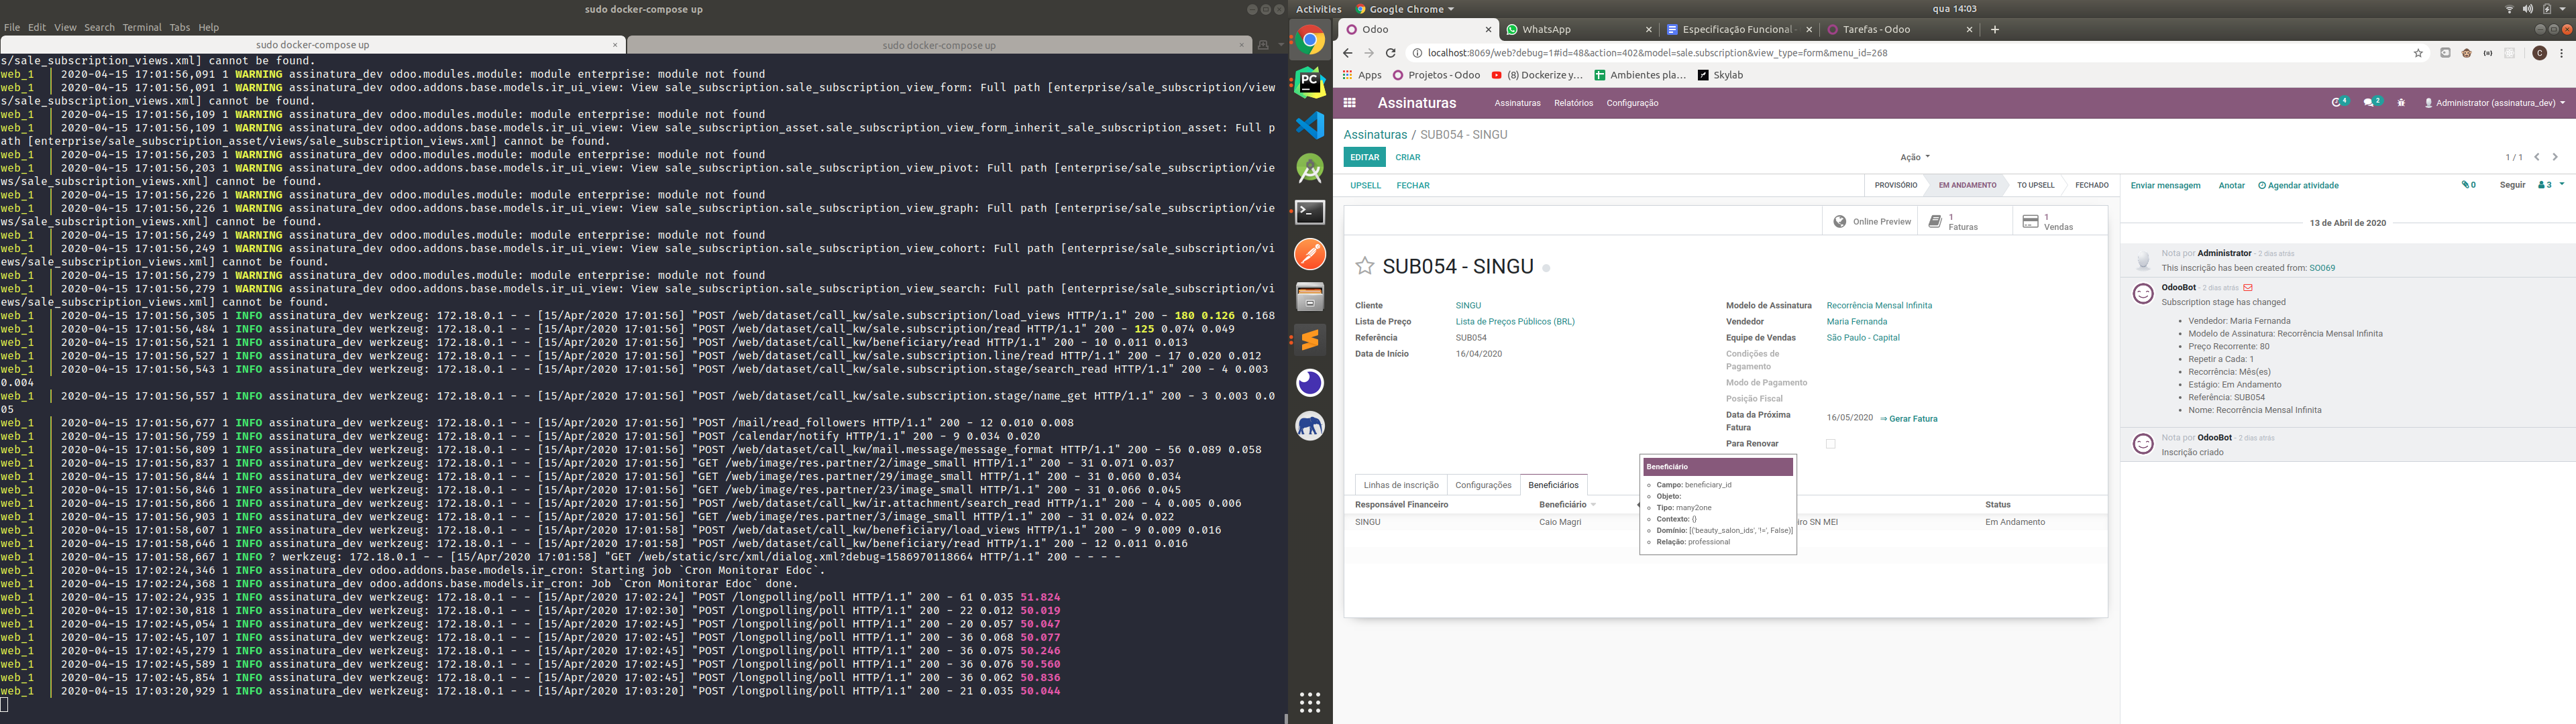 sudo docker-compose up
File Edit View Search Terminal Tabs Help
sudo docker-compose up ×
sudo docker-compose up ×
s/sale_subscription_views.xml] cannot be found.
web_1 | 2020-04-15 17:01:56,091 1 WARNING assinatura_dev odoo.modules.module: module enterprise: module not found
web_1 | 2020-04-15 17:01:56,091 1 WARNING assinatura_dev odoo.addons.base.models.ir_ui_view: View sale_subscription.sale_subscription_view_form: Full path [enterprise/sale_subscription/view
s/sale_subscription_views.xml] cannot be found.
web_1 | 2020-04-15 17:01:56,109 1 WARNING assinatura_dev odoo.modules.module: module enterprise: module not found
web_1 | 2020-04-15 17:01:56,109 1 WARNING assinatura_dev odoo.addons.base.models.ir_ui_view: View sale_subscription_asset.sale_subscription_view_form_inherit_sale_subscription_asset: Full p
ath [enterprise/sale_subscription_asset/views/sale_subscription_views.xml] cannot be found.
web_1 | 2020-04-15 17:01:56,203 1 WARNING assinatura_dev odoo.modules.module: module enterprise: module not found
web_1 | 2020-04-15 17:01:56,203 1 WARNING assinatura_dev odoo.addons.base.models.ir_ui_view: View sale_subscription.sale_subscription_view_pivot: Full path [enterprise/sale_subscription/vie
ws/sale_subscription_views.xml] cannot be found.
web_1 | 2020-04-15 17:01:56,226 1 WARNING assinatura_dev odoo.modules.module: module enterprise: module not found
web_1 | 2020-04-15 17:01:56,226 1 WARNING assinatura_dev odoo.addons.base.models.ir_ui_view: View sale_subscription.sale_subscription_view_graph: Full path [enterprise/sale_subscription/vie
ws/sale_subscription_views.xml] cannot be found.
web_1 | 2020-04-15 17:01:56,249 1 WARNING assinatura_dev odoo.modules.module: module enterprise: module not found
web_1 | 2020-04-15 17:01:56,249 1 WARNING assinatura_dev odoo.addons.base.models.ir_ui_view: View sale_subscription.sale_subscription_view_cohort: Full path [enterprise/sale_subscription/vi
ews/sale_subscription_views.xml] cannot be found.
web_1 | 2020-04-15 17:01:56,279 1 WARNING assinatura_dev odoo.modules.module: module enterprise: module not found
web_1 | 2020-04-15 17:01:56,279 1 WARNING assinatura_dev odoo.addons.base.models.ir_ui_view: View sale_subscription.sale_subscription_view_search: Full path [enterprise/sale_subscription/vi
ews/sale_subscription_views.xml] cannot be found.
web_1 | 2020-04-15 17:01:56,305 1 INFO assinatura_dev werkzeug: 172.18.0.1 - - [15/Apr/2020 17:01:56] "POST /web/dataset/call_kw/sale.subscription/load_views HTTP/1.1" 200 - 180 0.126 0.168
web_1 | 2020-04-15 17:01:56,484 1 INFO assinatura_dev werkzeug: 172.18.0.1 - - [15/Apr/2020 17:01:56] "POST /web/dataset/call_kw/sale.subscription/read HTTP/1.1" 200 - 125 0.074 0.049
web_1 | 2020-04-15 17:01:56,521 1 INFO assinatura_dev werkzeug: 172.18.0.1 - - [15/Apr/2020 17:01:56] "POST /web/dataset/call_kw/beneficiary/read HTTP/1.1" 200 - 10 0.011 0.013
web_1 | 2020-04-15 17:01:56,527 1 INFO assinatura_dev werkzeug: 172.18.0.1 - - [15/Apr/2020 17:01:56] "POST /web/dataset/call_kw/sale.subscription.line/read HTTP/1.1" 200 - 17 0.020 0.012
web_1 | 2020-04-15 17:01:56,543 1 INFO assinatura_dev werkzeug: 172.18.0.1 - - [15/Apr/2020 17:01:56] "POST /web/dataset/call_kw/sale.subscription.stage/search_read HTTP/1.1" 200 - 4 0.003
0.004
web_1 | 2020-04-15 17:01:56,557 1 INFO assinatura_dev werkzeug: 172.18.0.1 - - [15/Apr/2020 17:01:56] "POST /web/dataset/call_kw/sale.subscription.stage/name_get HTTP/1.1" 200 - 3 0.003 0.0
05
web_1 | 2020-04-15 17:01:56,677 1 INFO assinatura_dev werkzeug: 172.18.0.1 - - [15/Apr/2020 17:01:56] "POST /mail/read_followers HTTP/1.1" 200 - 12 0.010 0.008
web_1 | 2020-04-15 17:01:56,759 1 INFO assinatura_dev werkzeug: 172.18.0.1 - - [15/Apr/2020 17:01:56] "POST /calendar/notify HTTP/1.1" 200 - 9 0.034 0.020
web_1 | 2020-04-15 17:01:56,809 1 INFO assinatura_dev werkzeug: 172.18.0.1 - - [15/Apr/2020 17:01:56] "POST /web/dataset/call_kw/mail.message/message_format HTTP/1.1" 200 - 56 0.089 0.058
web_1 | 2020-04-15 17:01:56,837 1 INFO assinatura_dev werkzeug: 172.18.0.1 - - [15/Apr/2020 17:01:56] "GET /web/image/res.partner/2/image_small HTTP/1.1" 200 - 31 0.071 0.037
web_1 | 2020-04-15 17:01:56,844 1 INFO assinatura_dev werkzeug: 172.18.0.1 - - [15/Apr/2020 17:01:56] "GET /web/image/res.partner/29/image_small HTTP/1.1" 200 - 31 0.060 0.034
web_1 | 2020-04-15 17:01:56,846 1 INFO assinatura_dev werkzeug: 172.18.0.1 - - [15/Apr/2020 17:01:56] "GET /web/image/res.partner/23/image_small HTTP/1.1" 200 - 31 0.066 0.045
web_1 | 2020-04-15 17:01:56,866 1 INFO assinatura_dev werkzeug: 172.18.0.1 - - [15/Apr/2020 17:01:56] "POST /web/dataset/call_kw/ir.attachment/search_read HTTP/1.1" 200 - 4 0.005 0.006
web_1 | 2020-04-15 17:01:56,903 1 INFO assinatura_dev werkzeug: 172.18.0.1 - - [15/Apr/2020 17:01:56] "GET /web/image/res.partner/3/image_small HTTP/1.1" 200 - 31 0.024 0.022
web_1 | 2020-04-15 17:01:58,607 1 INFO assinatura_dev werkzeug: 172.18.0.1 - - [15/Apr/2020 17:01:58] "POST /web/dataset/call_kw/beneficiary/load_views HTTP/1.1" 200 - 9 0.009 0.016
web_1 | 2020-04-15 17:01:58,646 1 INFO assinatura_dev werkzeug: 172.18.0.1 - - [15/Apr/2020 17:01:58] "POST /web/dataset/call_kw/beneficiary/read HTTP/1.1" 200 - 12 0.011 0.016
web_1 | 2020-04-15 17:01:58,667 1 INFO ? werkzeug: 172.18.0.1 - - [15/Apr/2020 17:01:58] "GET /web/static/src/xml/dialog.xml?debug=1586970118664 HTTP/1.1" 200 - - - -
web_1 | 2020-04-15 17:02:24,346 1 INFO assinatura_dev odoo.addons.base.models.ir_cron: Starting job `Cron Monitorar Edoc`.
web_1 | 2020-04-15 17:02:24,368 1 INFO assinatura_dev odoo.addons.base.models.ir_cron: Job `Cron Monitorar Edoc` done.
web_1 | 2020-04-15 17:02:24,935 1 INFO assinatura_dev werkzeug: 172.18.0.1 - - [15/Apr/2020 17:02:24] "POST /longpolling/poll HTTP/1.1" 200 - 61 0.035 51.824
web_1 | 2020-04-15 17:02:30,818 1 INFO assinatura_dev werkzeug: 172.18.0.1 - - [15/Apr/2020 17:02:30] "POST /longpolling/poll HTTP/1.1" 200 - 22 0.012 50.019
web_1 | 2020-04-15 17:02:45,054 1 INFO assinatura_dev werkzeug: 172.18.0.1 - - [15/Apr/2020 17:02:45] "POST /longpolling/poll HTTP/1.1" 200 - 20 0.057 50.047
web_1 | 2020-04-15 17:02:45,107 1 INFO assinatura_dev werkzeug: 172.18.0.1 - - [15/Apr/2020 17:02:45] "POST /longpolling/poll HTTP/1.1" 200 - 36 0.068 50.077
web_1 | 2020-04-15 17:02:45,279 1 INFO assinatura_dev werkzeug: 172.18.0.1 - - [15/Apr/2020 17:02:45] "POST /longpolling/poll HTTP/1.1" 200 - 36 0.075 50.246
web_1 | 2020-04-15 17:02:45,589 1 INFO assinatura_dev werkzeug: 172.18.0.1 - - [15/Apr/2020 17:02:45] "POST /longpolling/poll HTTP/1.1" 200 - 36 0.076 50.560
web_1 | 2020-04-15 17:02:45,854 1 INFO assinatura_dev werkzeug: 172.18.0.1 - - [15/Apr/2020 17:02:45] "POST /longpolling/poll HTTP/1.1" 200 - 36 0.062 50.836
web_1 | 2020-04-15 17:03:20,929 1 INFO assinatura_dev werkzeug: 172.18.0.1 - - [15/Apr/2020 17:03:20] "POST /longpolling/poll HTTP/1.1" 200 - 21 0.035 50.044
Activities Google Chrome qua 14:03
Odoo WhatsApp Especificação Funcional - Tarefas - Odoo
localhost:8069/web?debug=1#id=48&action=402&model=sale.subscription&view_type=form&menu_id=268
Apps Projetos - Odoo (8) Dockerize y... Ambientes pla... Skylab
Assinaturas Assinaturas Relatórios Configuração 4 2 Administrator (assinatura_dev)
Assinaturas / SUB054 - SINGU
EDITAR CRIAR Ação 1 / 1
UPSELL FECHAR PROVISÓRIO EM ANDAMENTO TO UPSELL FECHADO
Online Preview 1 Faturas 1 Vendas
SUB054 - SINGU
Cliente SINGU
Lista de Preço Lista de Preços Públicos (BRL)
Referência SUB054
Data de Início 16/04/2020
Modelo de Assinatura Recorrência Mensal Infinita
Vendedor Maria Fernanda
Equipe de Vendas São Paulo - Capital
Condições de
Pagamento
Modo de Pagamento
Posição Fiscal
Data da Próxima
Fatura 16/05/2020 ⇒ Gerar Fatura
Para Renovar
Linhas de inscrição Configurações Beneficiários
Responsável Financeiro Beneficiário Status
SINGU Caio Magri iro SN MEI Em Andamento
Beneficiário
Campo: beneficiary_id
Objeto:
Tipo: many2one
Contexto: {}
Domínio: [('beauty_salon_ids', '!=', False)]
Relação: professional
Enviar mensagem Anotar Agendar atividade 0 Seguir 3
13 de Abril de 2020
Nota por Administrator - 2 dias atrás
This inscrição has been created from: SO069
OdooBot - 2 dias atrás
Subscription stage has changed
Vendedor: Maria Fernanda
Modelo de Assinatura: Recorrência Mensal Infinita
Preço Recorrente: 80
Repetir a Cada: 1
Recorrência: Mês(es)
Estágio: Em Andamento
Referência: SUB054
Nome: Recorrência Mensal Infinita
Nota por OdooBot - 2 dias atrás
Inscrição criado